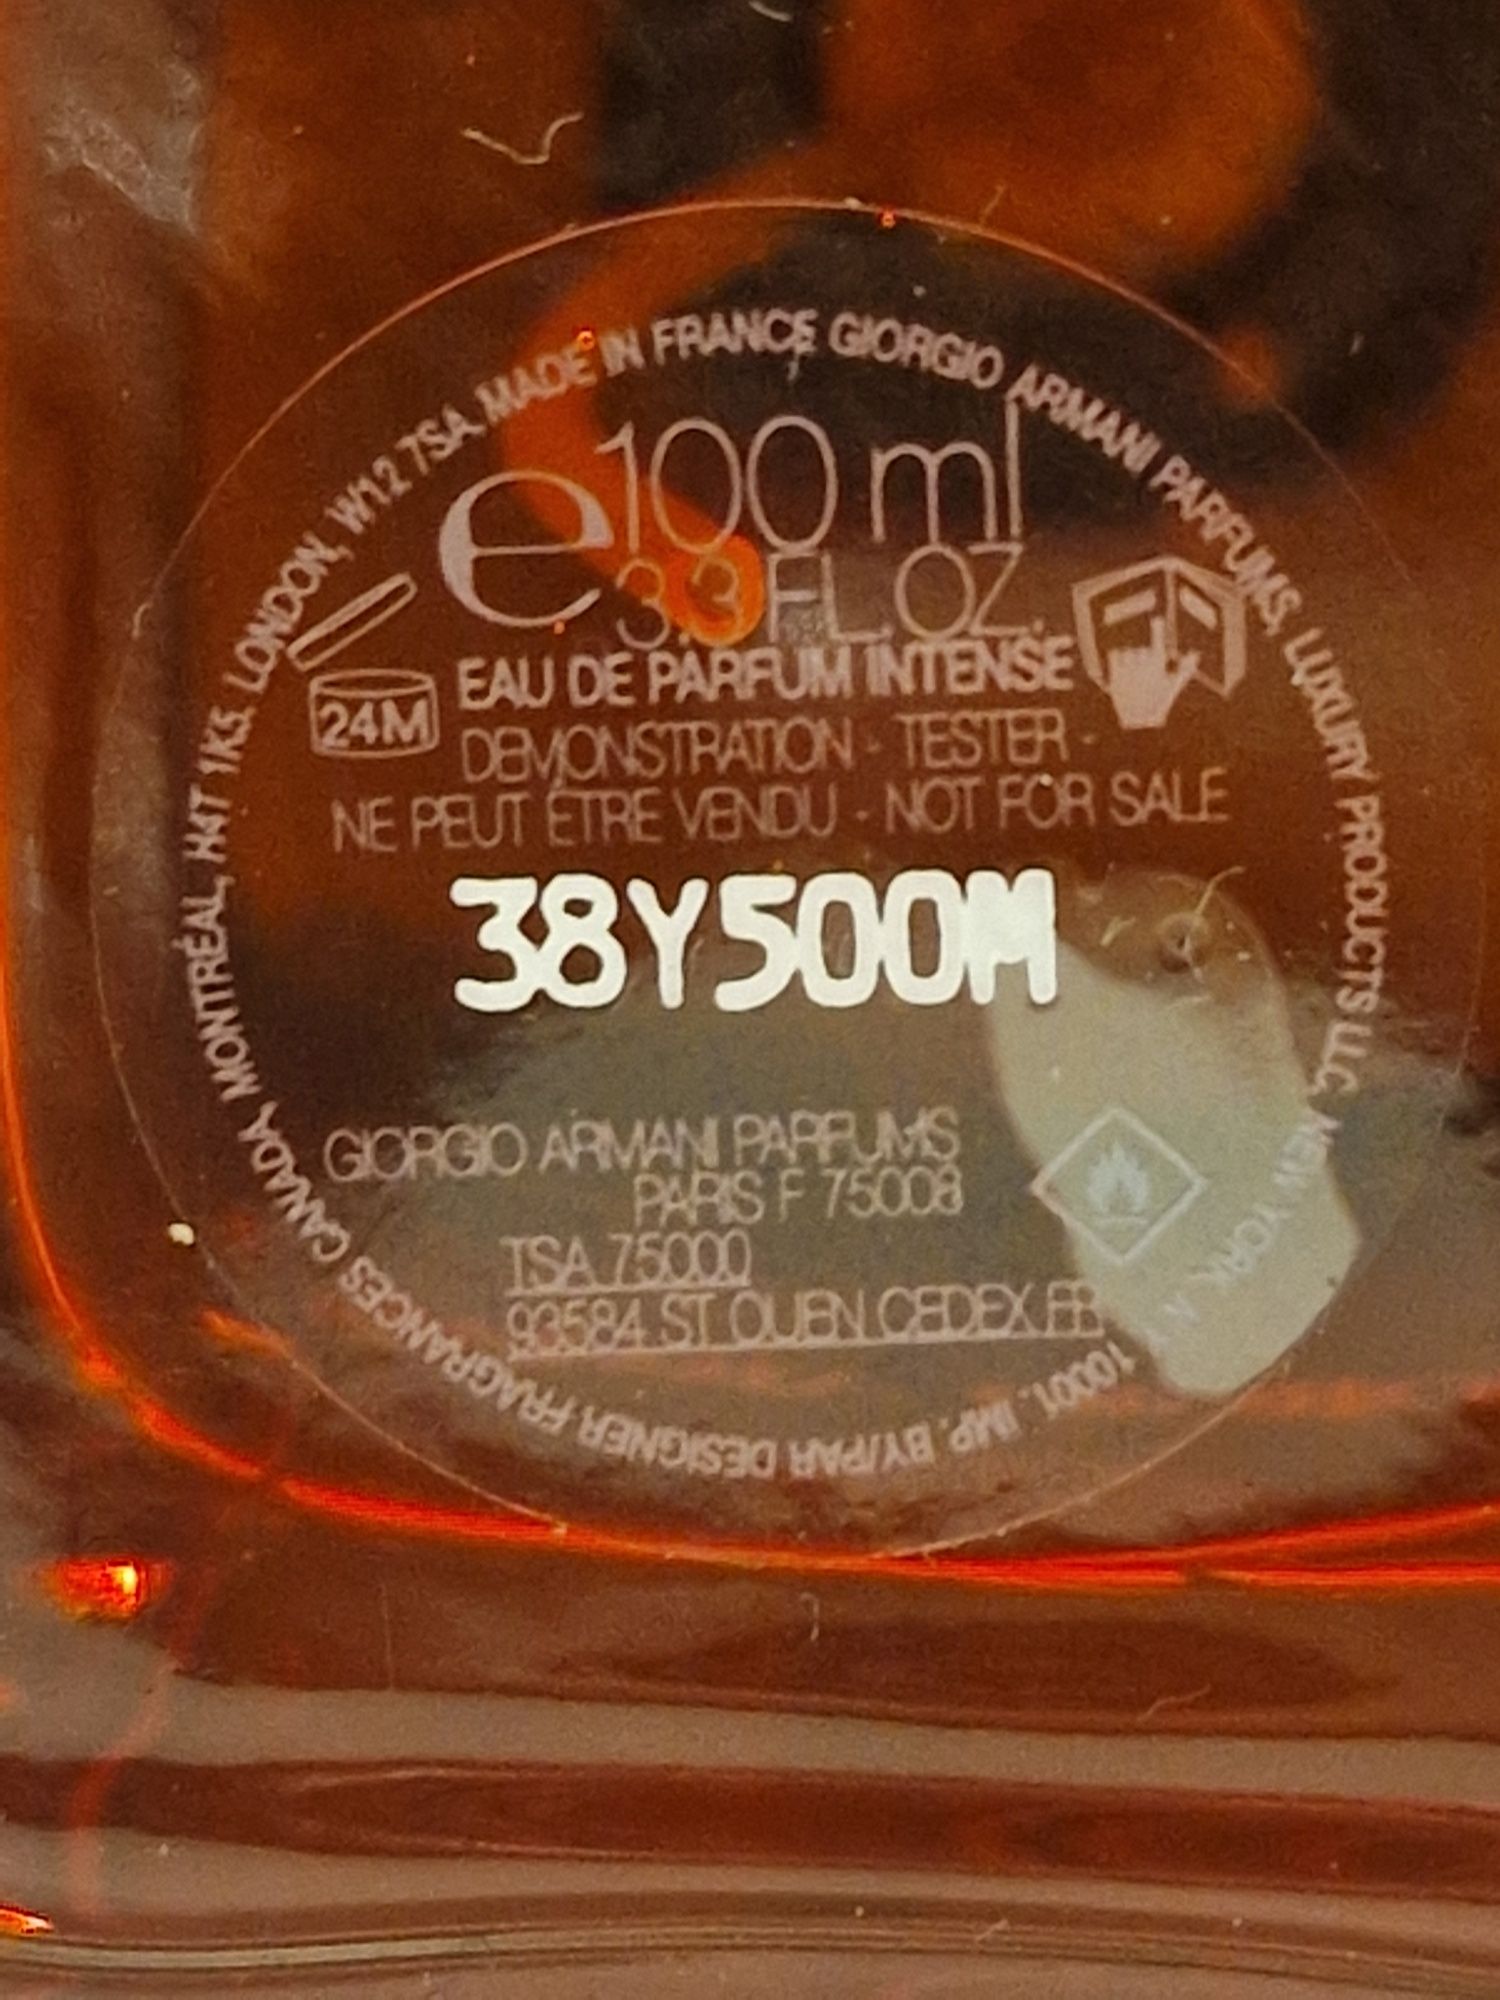 e 100 ml
3.3 FL. OZ.
EAU DE PARFUM INTENSE
24M
DEMONSTRATION - TESTER -
NE PEUT ÊTRE VENDU - NOT FOR SALE
38Y500M
GIORGIO ARMANI PARFUMS
PARIS F 75008
TSA 75000
93584 ST OUEN CEDEX FR
GIORGIO ARMANI PARFUMS, LUXURY PRODUCTS LLC, NEW YORK, N 10001. IMP. BY/PAR DESIGNER FRAGRANCES CANADA, MONTRÉAL, H4T 1K5. LONDON, W12 7SA. MADE IN FRANCE